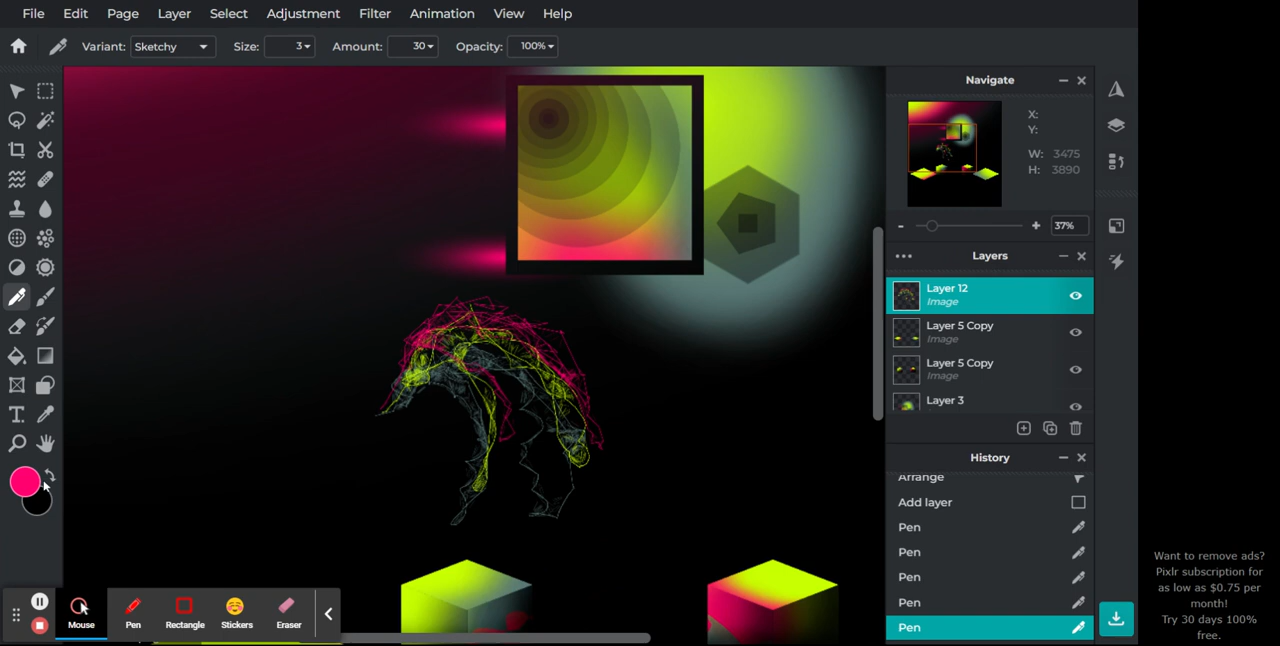 File Edit Page Layer Select Adjustment Filter Animation View Help
Variant: Sketchy Size: 3 Amount: 30 Opacity: 100%
Navigate
X:
Y:
W: 3475
H: 3890
- + 37%
Layers
Layer 12
Image
Layer 5 Copy
Image
Layer 5 Copy
Image
Layer 3
History
Arrange
Add layer
Pen
Pen
Pen
Pen
Pen
Mouse Pen Rectangle Stickers Eraser
Want to remove ads?
Pixlr subscription for
as low as $0.75 per
month!
Try 30 days 100%
free.